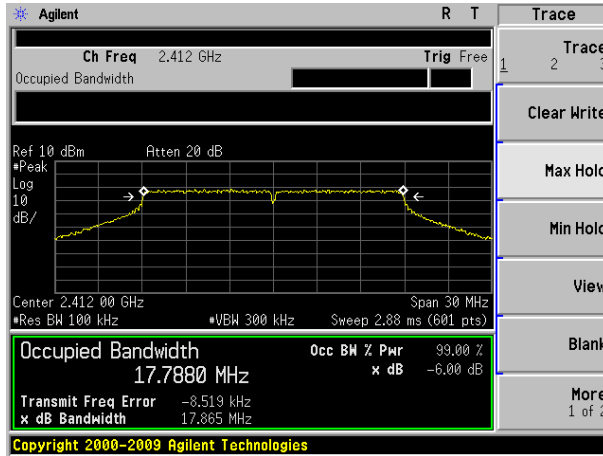 Agilent R T Trace
Ch Freq 2.412 GHz Trig Free
Occupied Bandwidth
Trace
1 2 3
Clear Write
Max Hold
Min Hold
View
Blank
More
1 of 2
Ref 10 dBm Atten 20 dB
#Peak
Log
10
dB/
Center 2.412 00 GHz Span 30 MHz
#Res BW 100 kHz #VBW 300 kHz Sweep 2.88 ms (601 pts)
Occupied Bandwidth Occ BW % Pwr 99.00 %
17.7880 MHz x dB -6.00 dB
Transmit Freq Error -8.519 kHz
x dB Bandwidth 17.865 MHz
Copyright 2000-2009 Agilent Technologies